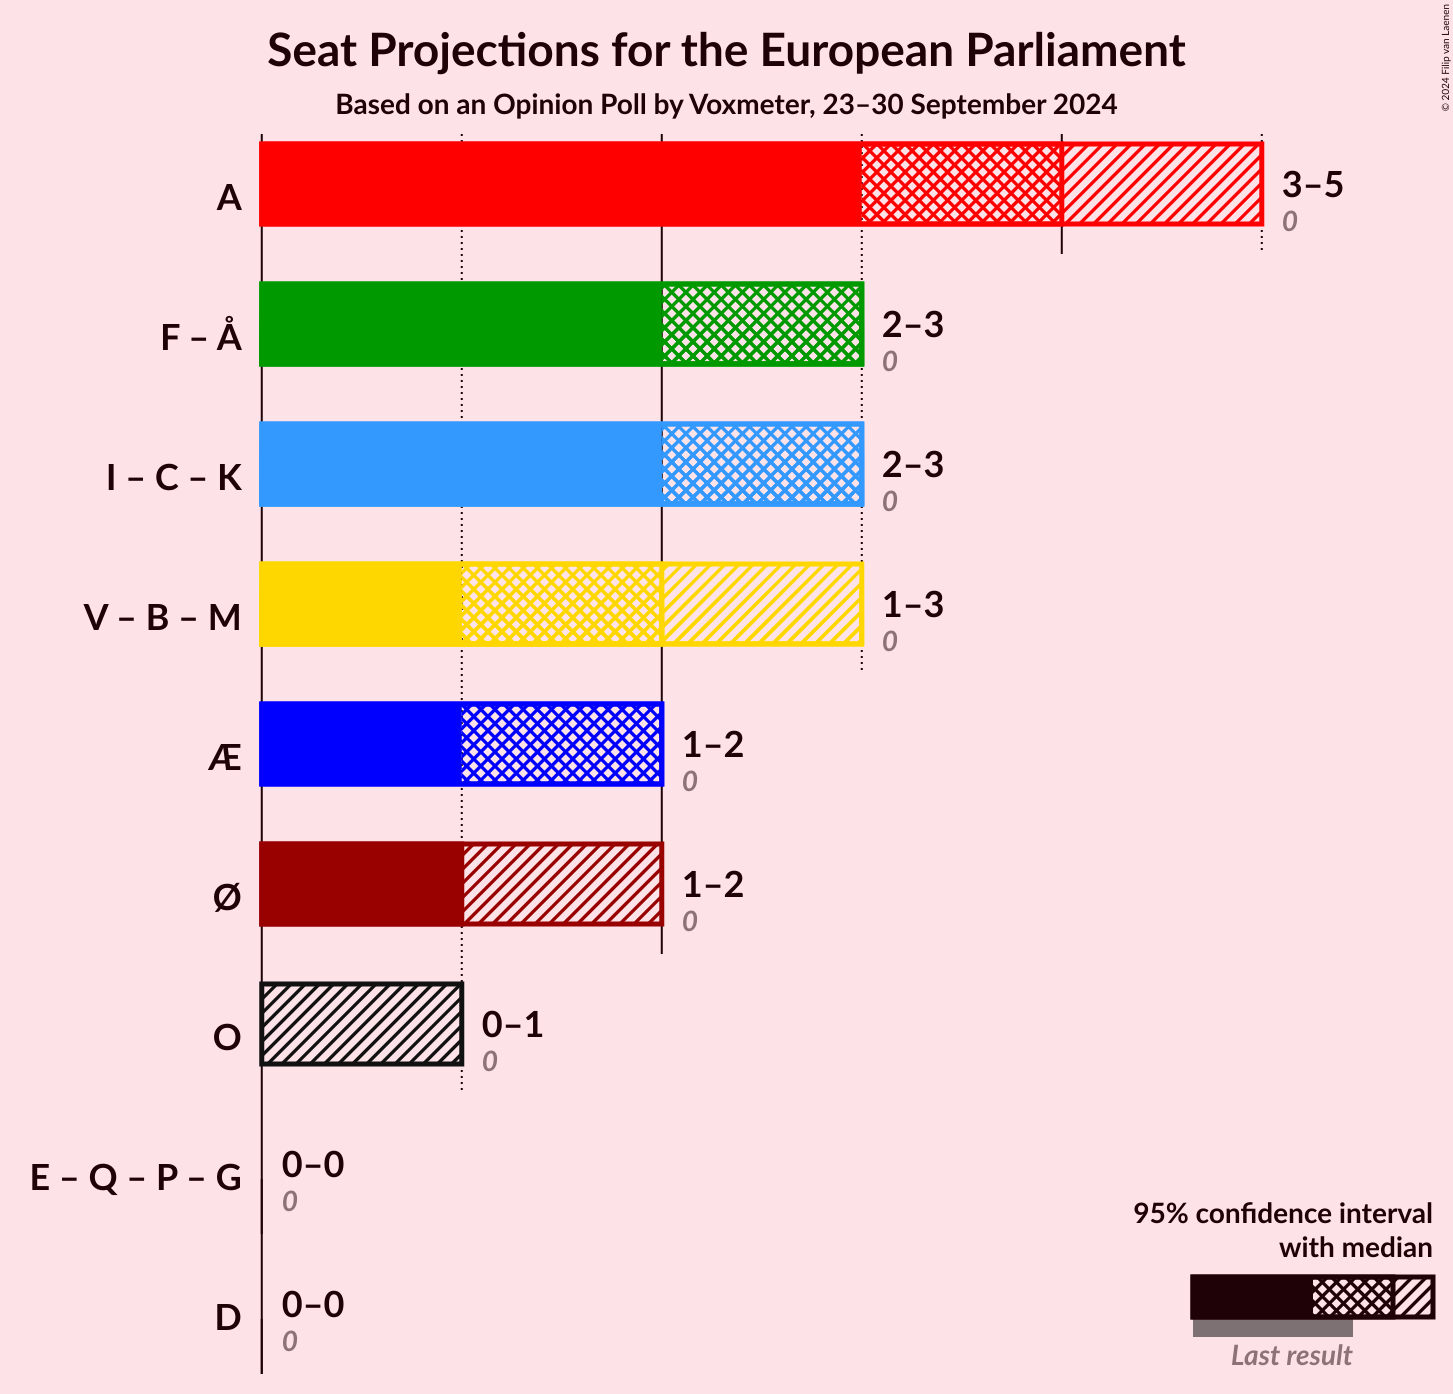 Seat Projections for the European Parliament
Based on an Opinion Poll by Voxmeter, 23–30 September 2024
© 2024 Filip van Laenen
A
3–5
0
F – Å
2–3
0
I – C – K
2–3
0
V – B – M
1–3
0
Æ
1–2
0
Ø
1–2
0
O
0–1
0
E – Q – P – G
0–0
0
D
0–0
0
95% confidence interval
with median
Last result